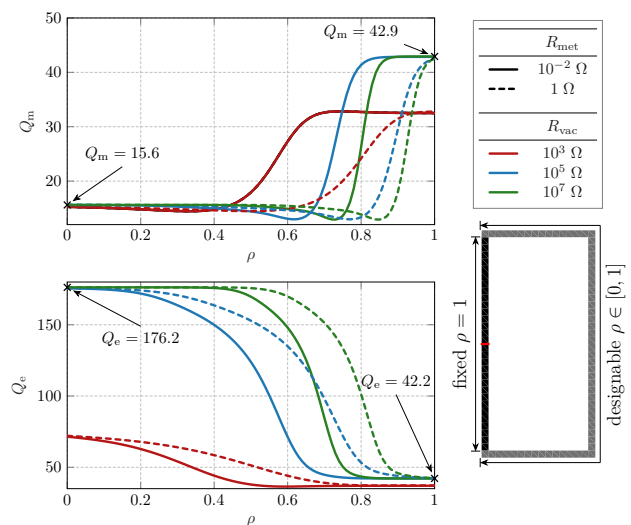 Q_m = 42.9
50
40
30
20
Q_m
Q_m = 15.6
0
0.2
0.4
0.6
0.8
1
ρ
R_met
10^−2 Ω
1 Ω
R_vac
10^3 Ω
10^5 Ω
10^7 Ω
150
100
50
Q_e
Q_e = 176.2
Q_e = 42.2
0
0.2
0.4
0.6
0.8
1
ρ
fixed ρ = 1
designable ρ ∈ [0, 1]